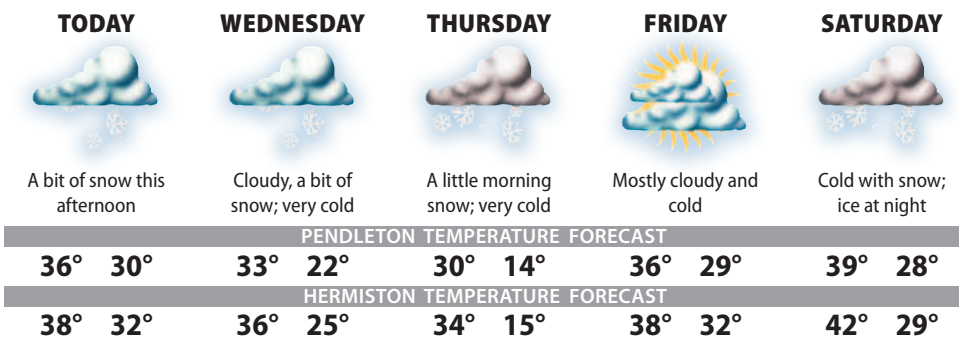 TODAY WEDNESDAY THURSDAY FRIDAY SATURDAY
A bit of snow this afternoon
Cloudy, a bit of snow; very cold
A little morning snow; very cold
Mostly cloudy and cold
Cold with snow; ice at night
PENDLETON TEMPERATURE FORECAST
36° 30° 33° 22° 30° 14° 36° 29° 39° 28°
HERMISTON TEMPERATURE FORECAST
38° 32° 36° 25° 34° 15° 38° 32° 42° 29°